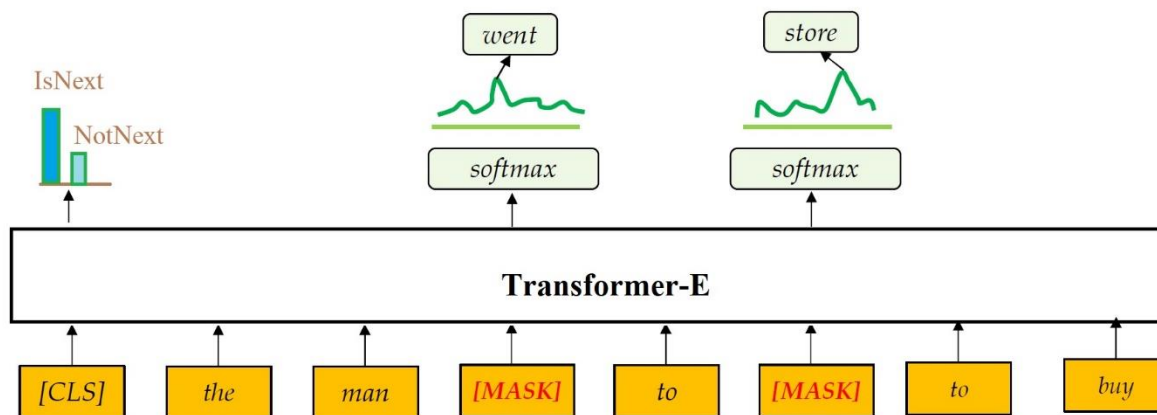 went
store
IsNext
NotNext
softmax
softmax
Transformer-E
[CLS] the man [MASK] to [MASK] to buy